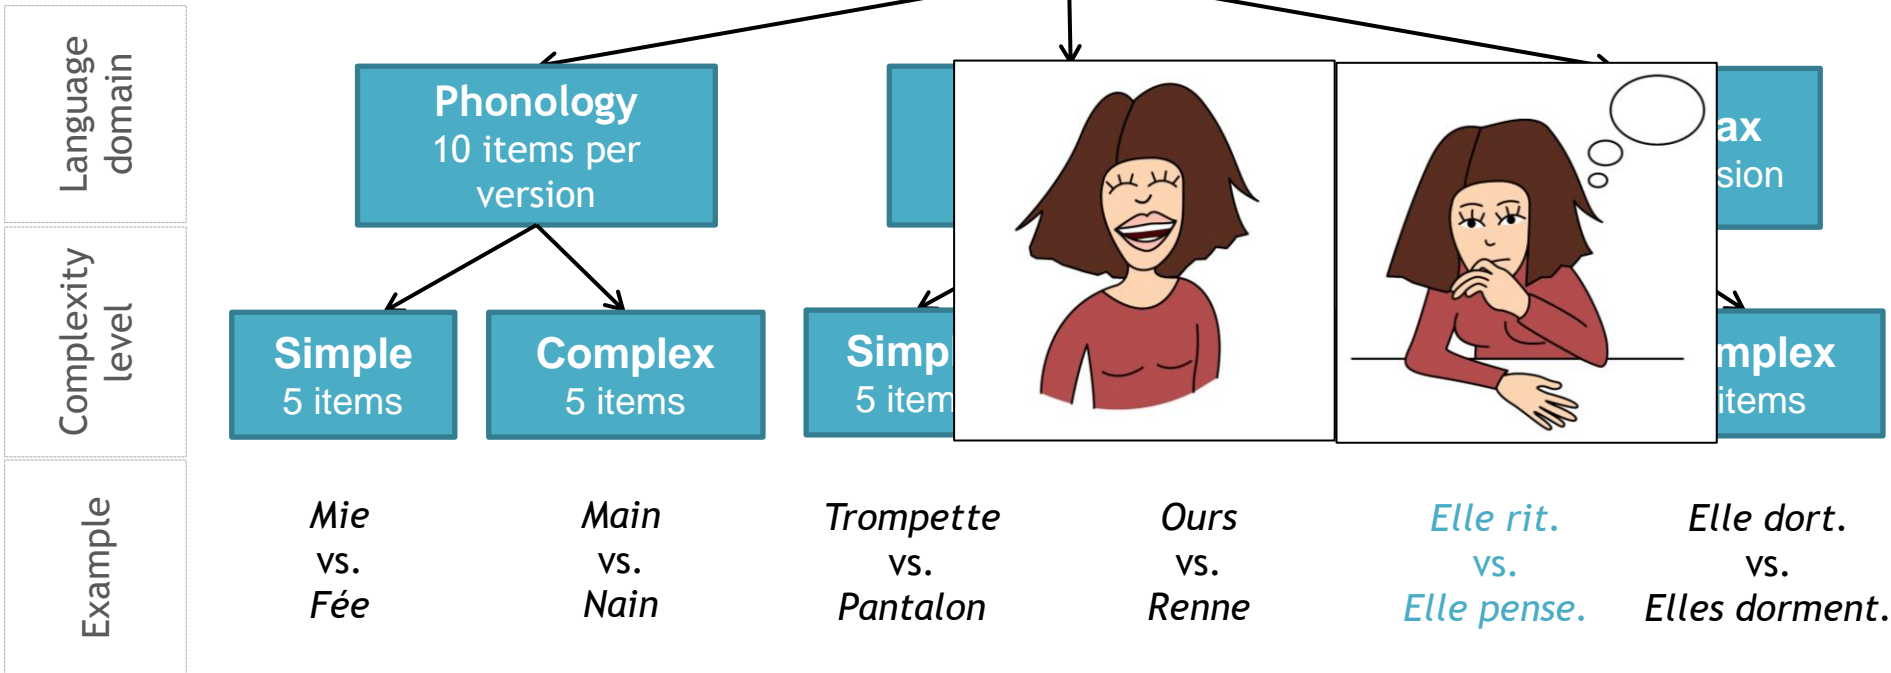 Language
domain
Phonology
10 items per
version
ax
sion
Complexity
level
Simple
5 items
Complex
5 items
Simp
5 item
mplex
items
Example
Mie
vs.
Fée
Main
vs.
Nain
Trompette
vs.
Pantalon
Ours
vs.
Renne
Elle rit.
vs.
Elle pense.
Elle dort.
vs.
Elles dorment.